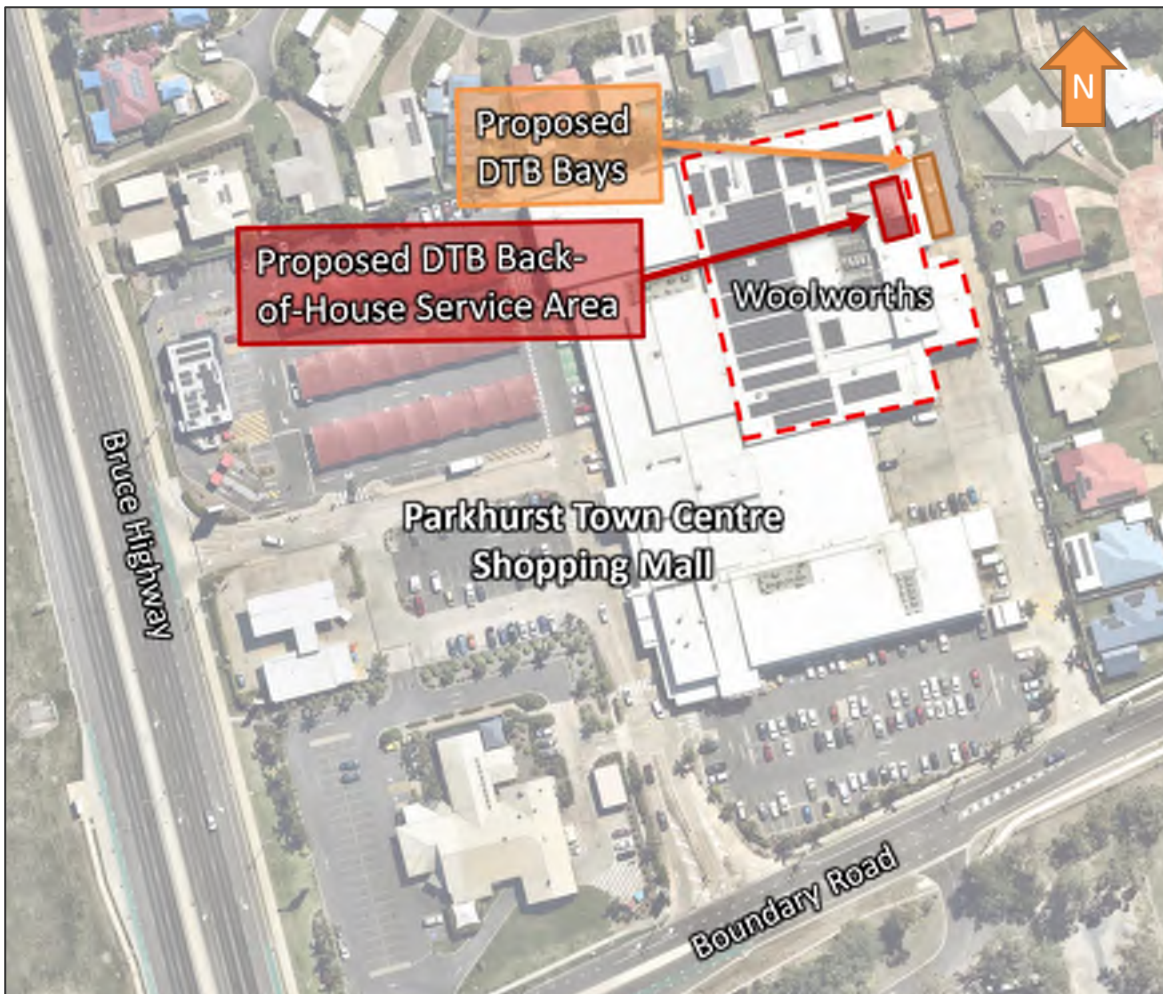 N
Proposed
DTB Bays
Proposed DTB Back-
of-House Service Area
Woolworths
Bruce Highway
Parkhurst Town Centre
Shopping Mall
Boundary Road